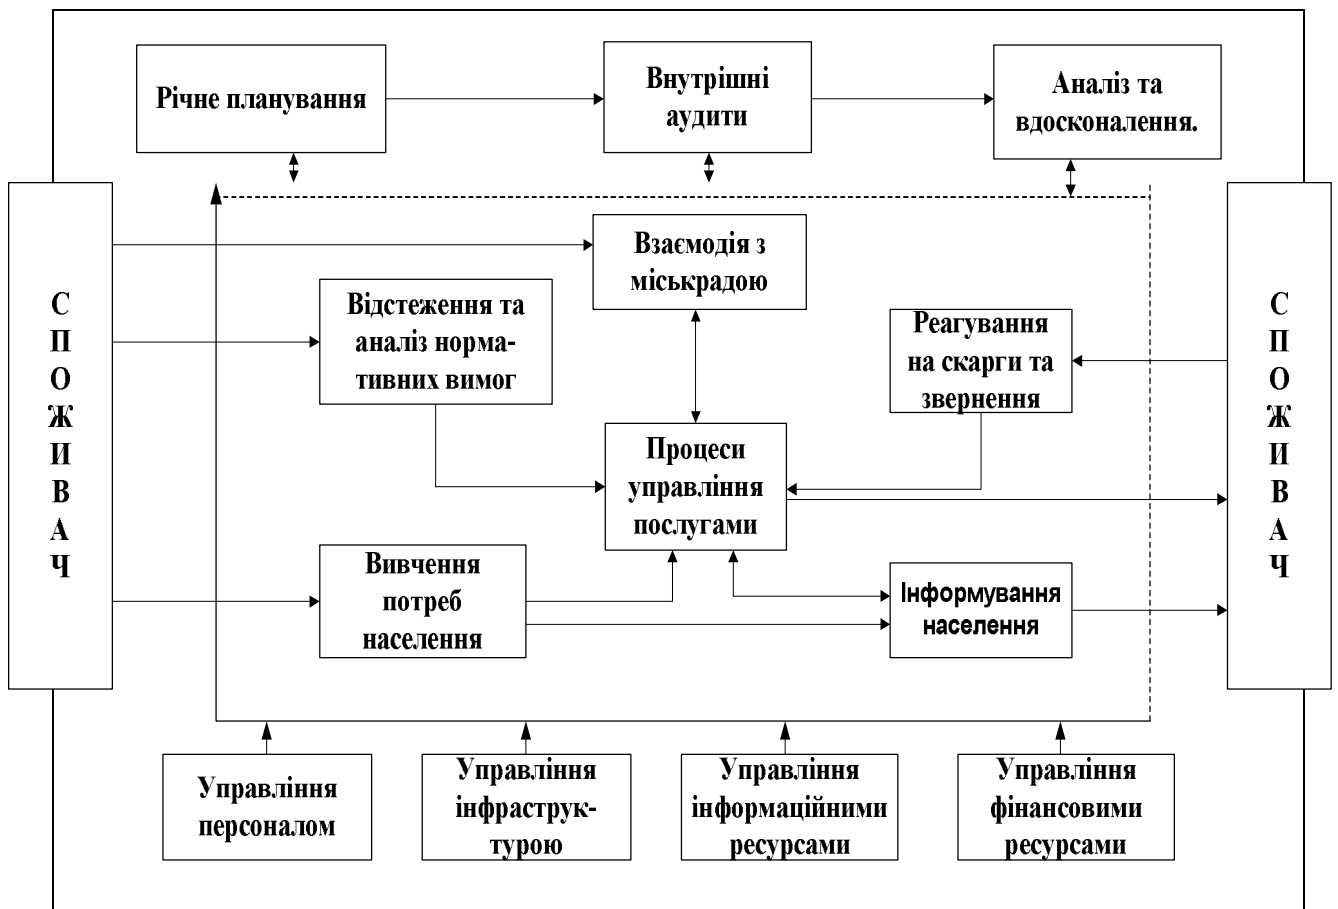 Річне планування
Внутрішні
аудити
Аналіз та
вдосконалення.
С
П
О
Ж
И
В
А
Ч
Взаємодія з
міськрадою
Відстеження та
аналіз норма-
тивних вимог
Реагування
на скарги та
звернення
Процеси
управління
послугами
Вивчення
потреб
населення
Інформування
населення
С
П
О
Ж
И
В
А
Ч
Управління
персоналом
Управління
інфраструк-
турою
Управління
інформаційними
ресурсами
Управління
фінансовими
ресурсами